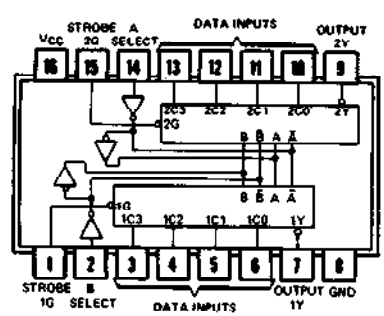 STROBE A DATA INPUTS OUTPUT
VCC 2G SELECT 2Y
16 15 14 13 12 11 10 9
2C3 2C2 2C1 2C0 2Y
2G
B B A A
B B A A
1G
1C3 1C2 1C1 1C0 1Y
1 2 3 4 5 6 7 8
STROBE B OUTPUT GND
1G SELECT DATA INPUTS 1Y